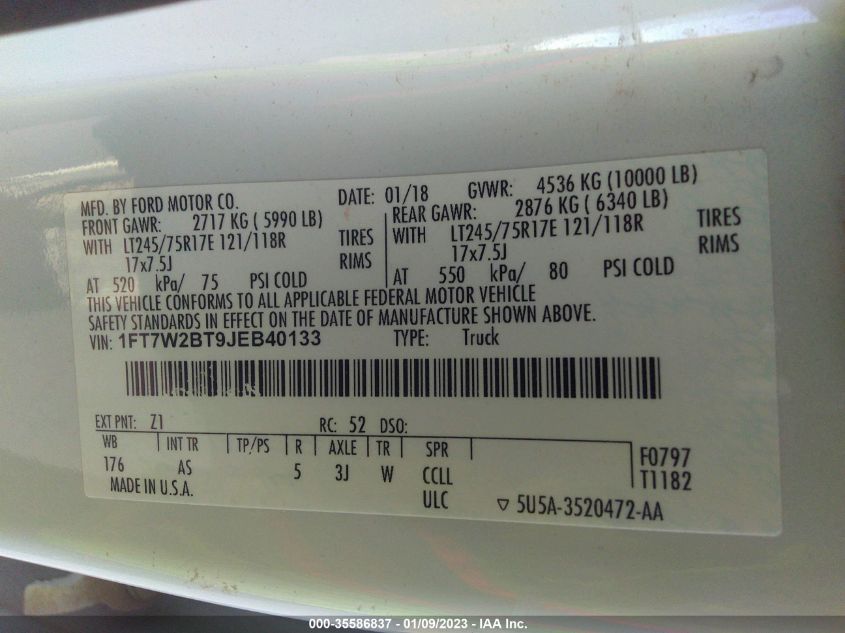 MFD. BY FORD MOTOR CO. DATE: 01/18 GVWR: 4536 KG (10000 LB)
FRONT GAWR: 2717 KG ( 5990 LB) REAR GAWR: 2876 KG ( 6340 LB)
WITH LT245/75R17E 121/118R TIRES WITH LT245/75R17E 121/118R TIRES
17x7.5J RIMS 17x7.5J RIMS
AT 520 kPa/ 75 PSI COLD AT 550 kPa/ 80 PSI COLD
THIS VEHICLE CONFORMS TO ALL APPLICABLE FEDERAL MOTOR VEHICLE
SAFETY STANDARDS IN EFFECT ON THE DATE OF MANUFACTURE SHOWN ABOVE.
VIN: 1FT7W2BT9JEB40133 TYPE: Truck
EXT PNT: Z1 RC: 52 DSO:
WB INT TR TP/PS R AXLE TR SPR F0797
176 AS 5 3J W CCLL T1182
MADE IN U.S.A. ULC ▽ 5U5A-3520472-AA
000-35586837 - 01/09/2023 - IAA Inc.